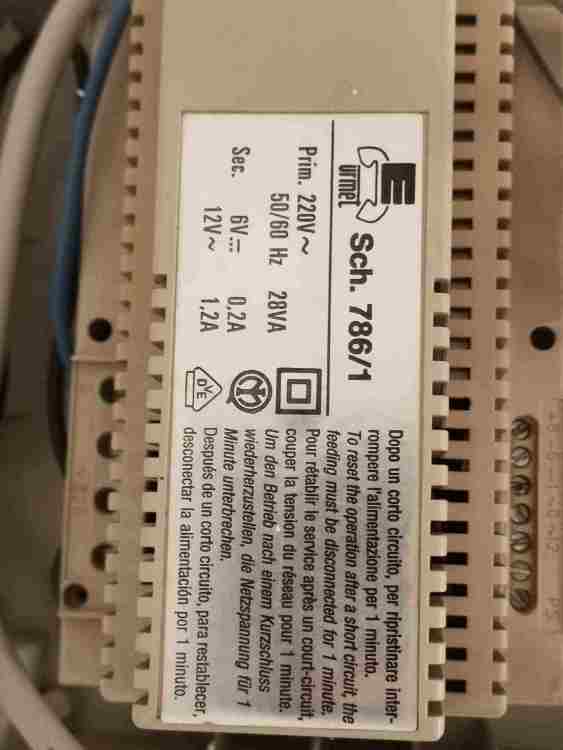 E
urmet
Sch. 786/1
Prim. 220V~
50/60 Hz 28VA
Sec. 6V⎓ 0,2A
12V~ 1,2A
DVE
Dopo un corto circuito, per ripristinare inter-
rompere l'alimentazione per 1 minuto.
To reset the operation after a short circuit, the
feeding must be disconnected for 1 minute.
Pour rétablir le service après un court-circuit,
couper la tension du réseau pour 1 minute.
Um den Betrieb nach einem Kurzschluss
wiederherzustellen, die Netzspannung für 1
Minute unterbrechen.
Después de un corto circuito, para restablecer,
desconectar la alimentación por 1 minuto.